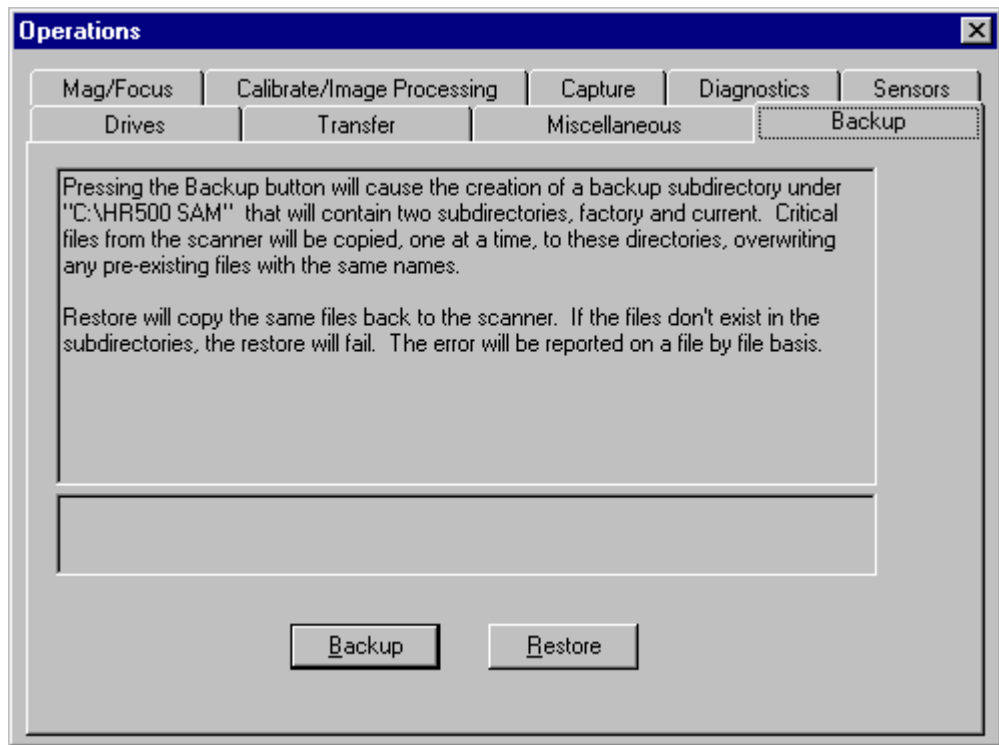 Operations
Mag/Focus Calibrate/Image Processing Capture Diagnostics Sensors
Drives Transfer Miscellaneous Backup
Pressing the Backup button will cause the creation of a backup subdirectory under
"C:\HR500 SAM"  that will contain two subdirectories, factory and current.  Critical
files from the scanner will be copied, one at a time, to these directories, overwriting
any pre-existing files with the same names.
Restore will copy the same files back to the scanner.  If the files don't exist in the
subdirectories, the restore will fail.  The error will be reported on a file by file basis.
Backup Restore